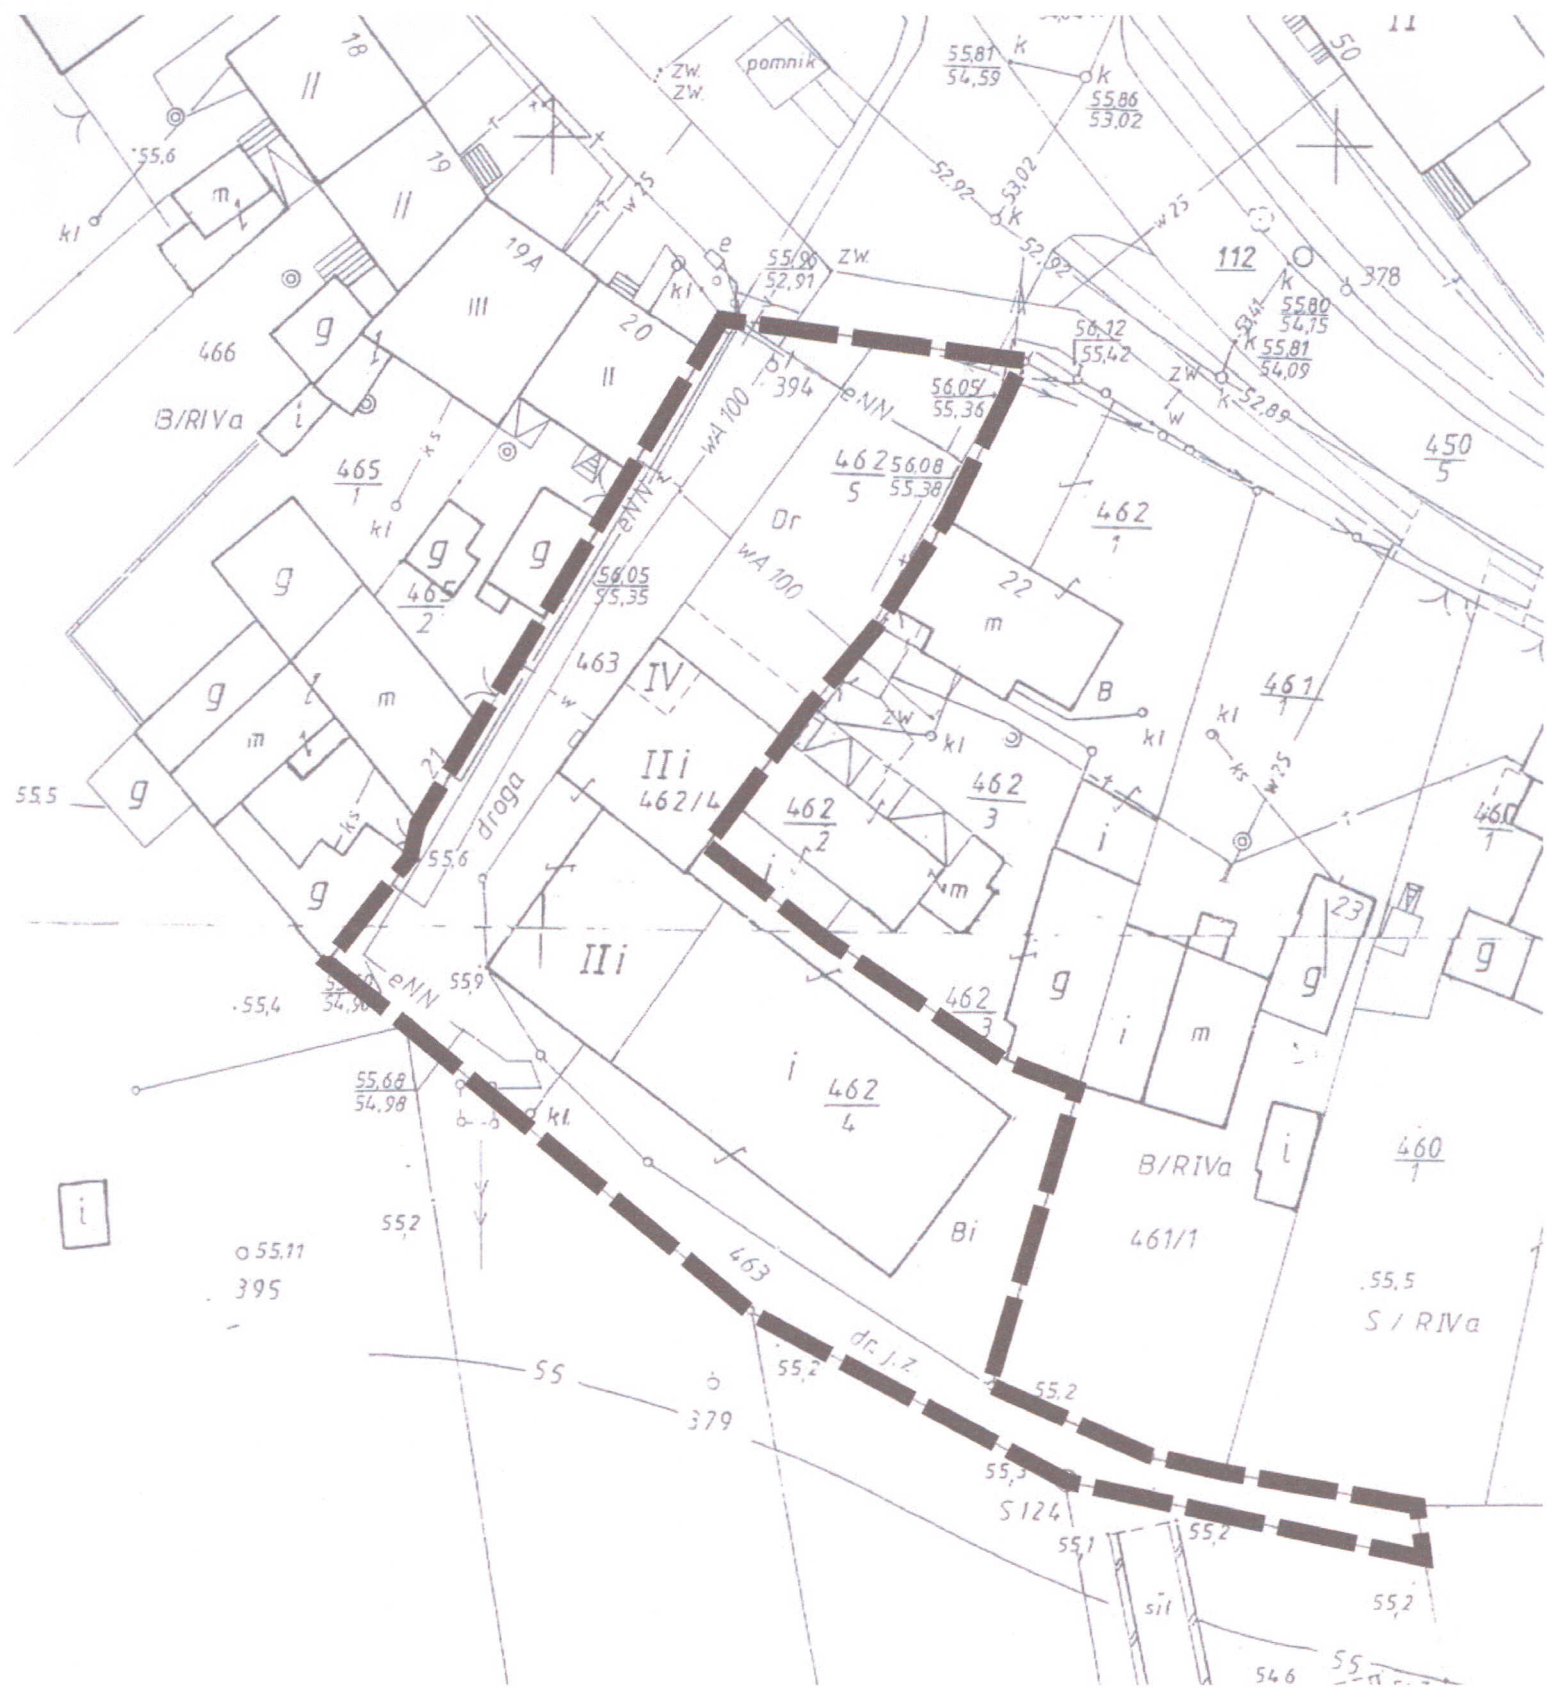 II
18
II
50
pomnik
zw.
zw.
55,81
54,59
k
k
55,86
53,02
55,6
19
II
m
l
kl
w 25
52,92
53,02
k
w 25
52,92
112
19A
e
55,90
52,91
zw.
kl
378
k
55,80
54,15
53,41
k
55,81
54,09
III
20
II
g
l
i
466
B/RIVa
56,12
55,42
394
eNN
wA 100
56,05
55,36
zw
k
52,89
w
450
5
465
1
ks
kl
g
g
w
eNN
462
5
56,08
55,38
Dr
wA 100
462
1
22
m
g
465
2
56,05
55,35
463
IV
g
l
m
m
l
w
21
droga
II i
462/4
B
kl
zw
kl
461
1
kl
ks
w 25
462
3
462
2
460
1
55,5
g
ks
55,6
g
i
m
i
23
II i
g
g
55,4
54,98
eNN
55,9
462
3
i
m
g
i
462
4
55,68
54,98
kl
B/RIVa
i
460
1
i
55,2
Bi
461/1
55,11
395
463
55,5
S / RIVa
55
dr. j. z.
55,2
55,2
379
55,3
S124
55,1
55,2
sil
55,2
54,6
55